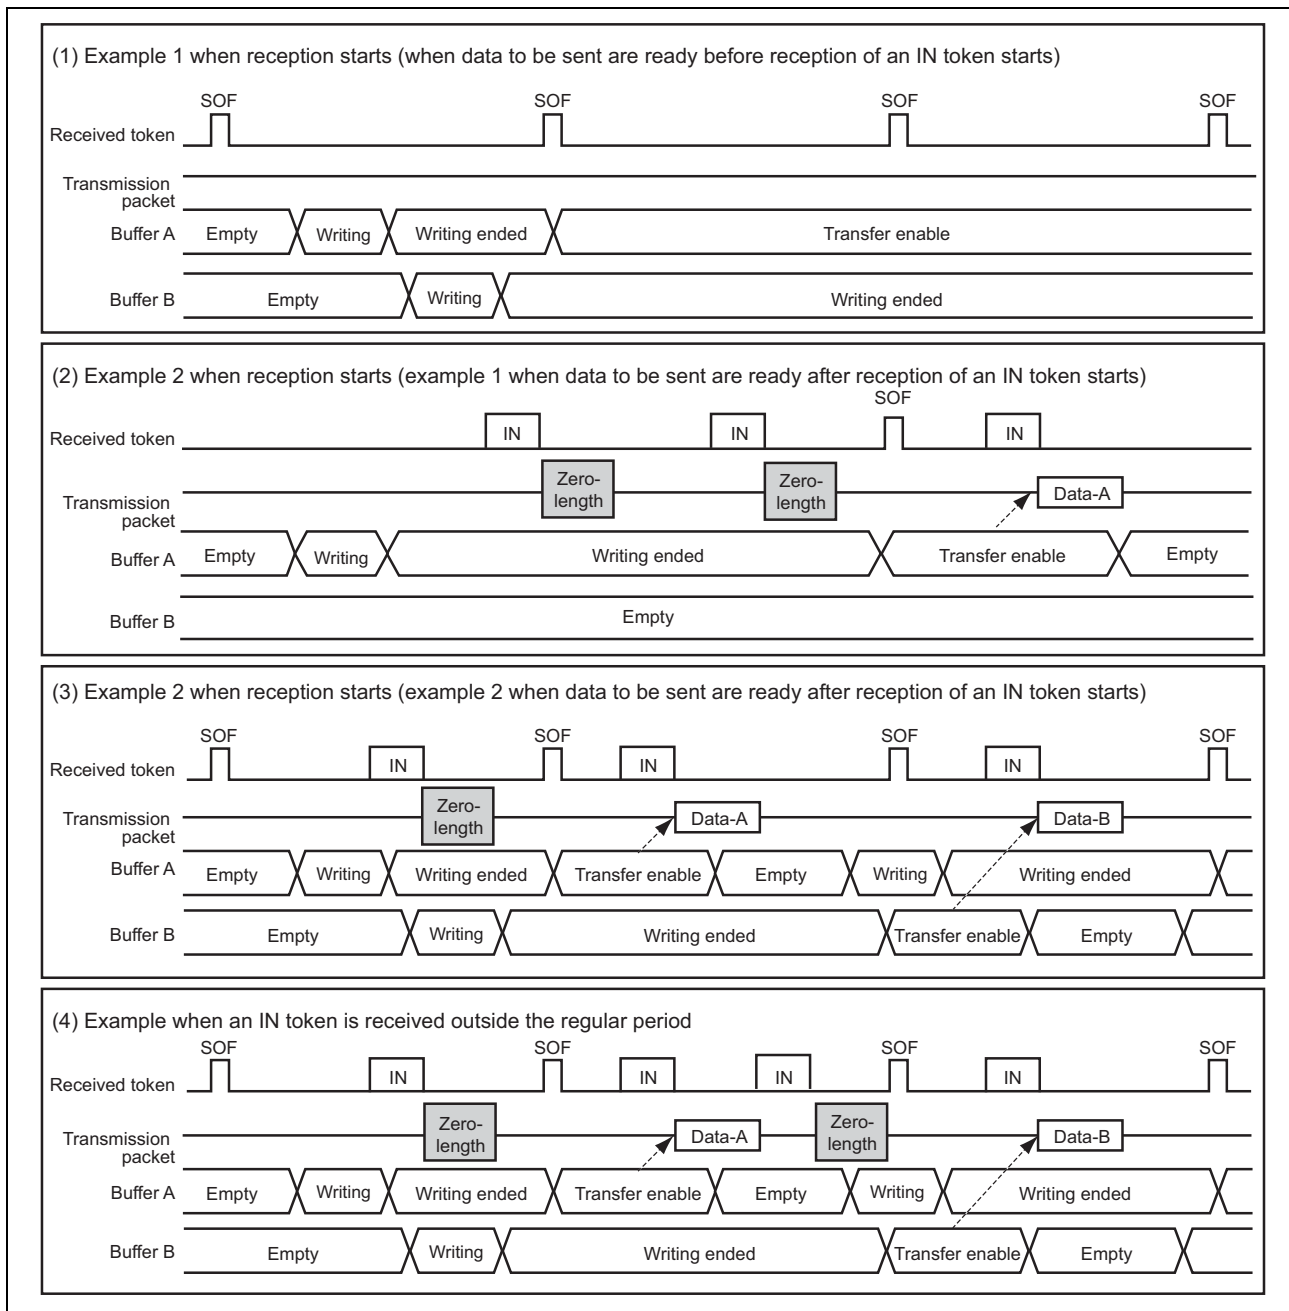 (1) Example 1 when reception starts (when data to be sent are ready before reception of an IN token starts)
SOF SOF SOF SOF
Received token
Transmission
packet
Buffer A Empty Writing Writing ended Transfer enable
Buffer B Empty Writing Writing ended
(2) Example 2 when reception starts (example 1 when data to be sent are ready after reception of an IN token starts)
SOF
Received token IN IN IN
Zero-
length
Zero-
length
Data-A
Transmission
packet
Buffer A Empty Writing Writing ended Transfer enable Empty
Buffer B Empty
(3) Example 2 when reception starts (example 2 when data to be sent are ready after reception of an IN token starts)
SOF SOF SOF SOF
Received token IN IN IN
Zero-
length
Data-A Data-B
Transmission
packet
Buffer A Empty Writing Writing ended Transfer enable Empty Writing Writing ended
Buffer B Empty Writing Writing ended Transfer enable Empty
(4) Example when an IN token is received outside the regular period
SOF SOF SOF SOF
Received token IN IN IN IN
Zero-
length
Data-A
Zero-
length
Data-B
Transmission
packet
Buffer A Empty Writing Writing ended Transfer enable Empty Writing Writing ended
Buffer B Empty Writing Writing ended Transfer enable Empty